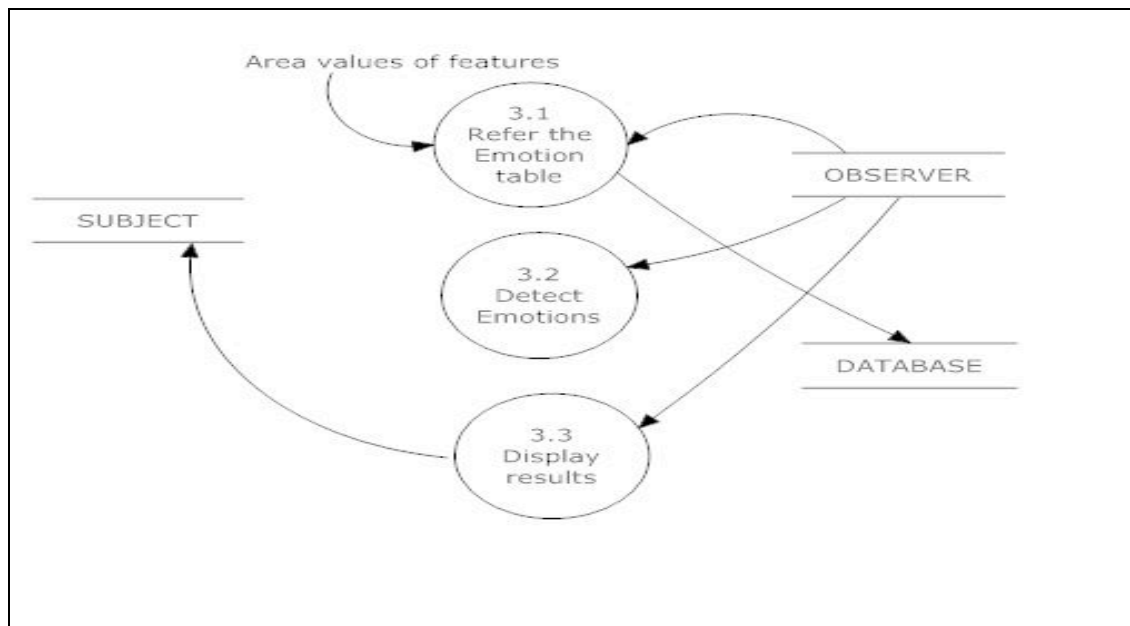 Area values of features
3.1
Refer the
Emotion
table
OBSERVER
SUBJECT
3.2
Detect
Emotions
DATABASE
3.3
Display
results